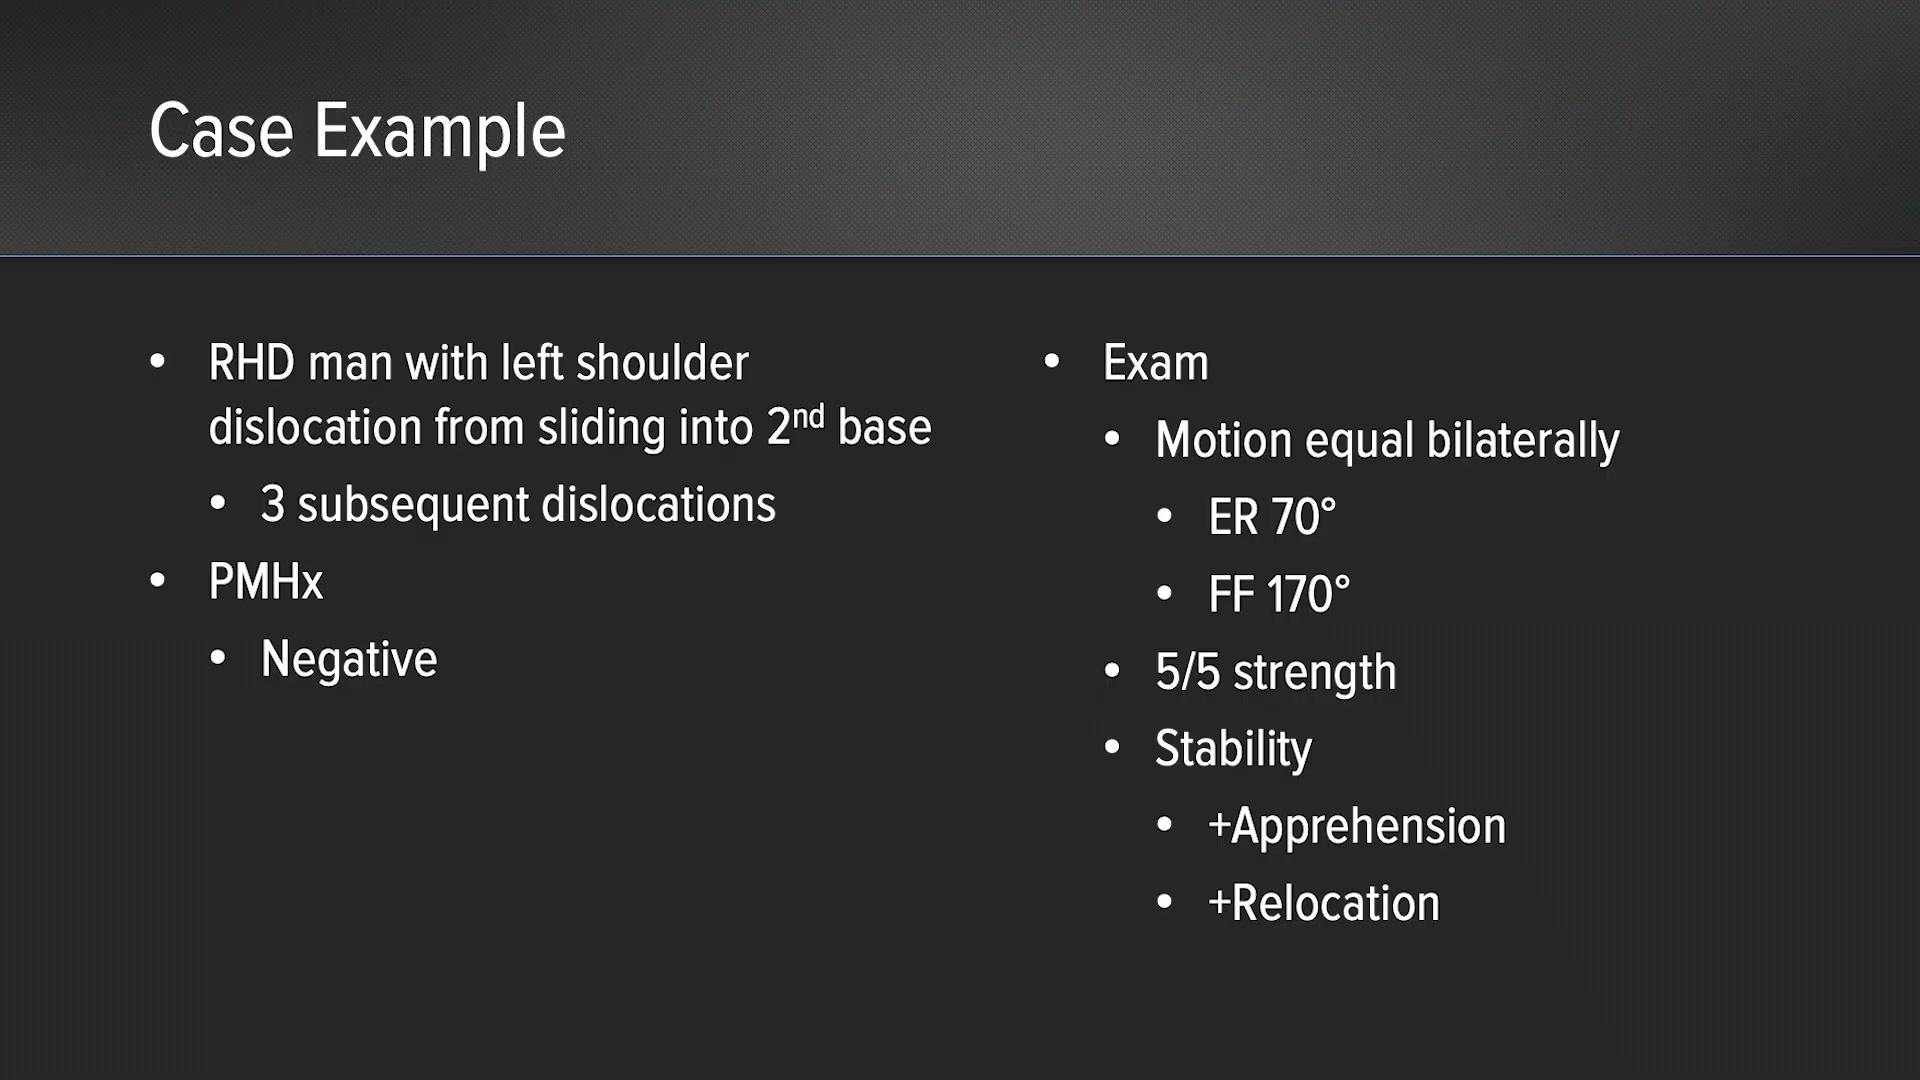 Case Example
• RHD man with left shoulder
dislocation from sliding into 2nd base
• 3 subsequent dislocations
• PMHx
• Negative
• Exam
• Motion equal bilaterally
• ER 70°
• FF 170°
• 5/5 strength
• Stability
• +Apprehension
• +Relocation